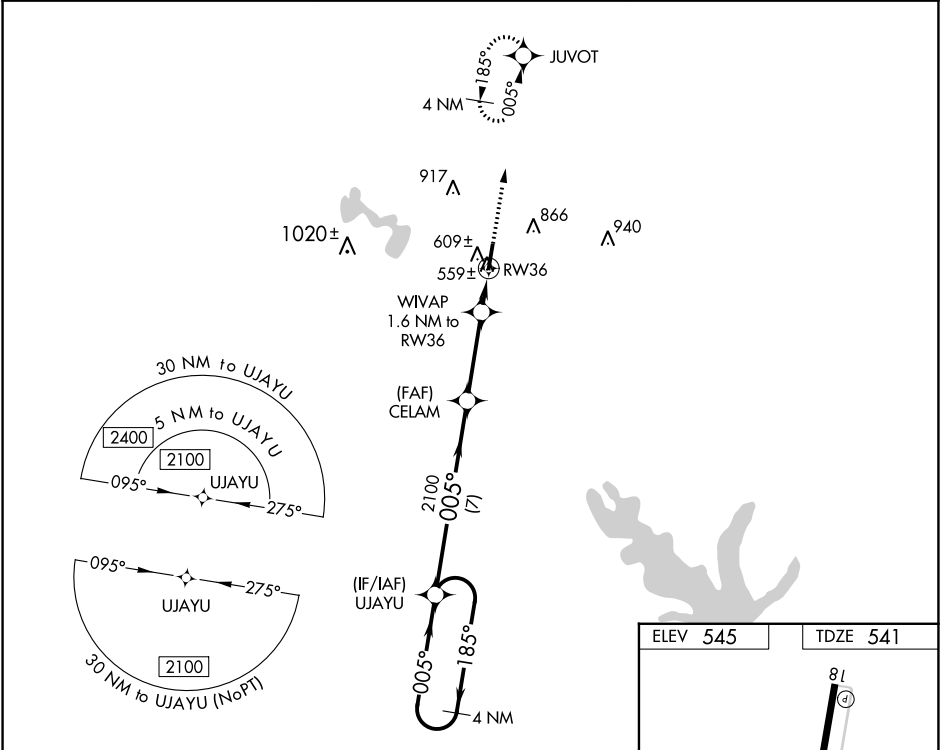 JUVOT
185°
005°
4 NM
917
866
940
1020±
609±
559±
RW36
WIVAP
1.6 NM to
RW36
30 NM to UJAYU
(FAF)
CELAM
5 NM to UJAYU
2400
2100
UJAYU
095°
275°
2100
005°
(7)
095°
275°
UJAYU
(IF/IAF)
UJAYU
2100
30 NM to UJAYU (NoPT)
005°
185°
4 NM
ELEV 545
TDZE 541
18
P